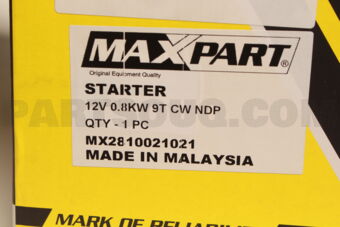 MAXPART®
Original Equipment Quality
STARTER
12V 0.8KW 9T CW NDP
QTY - 1 PC
MX2810021021
MADE IN MALAYSIA
MARK OF